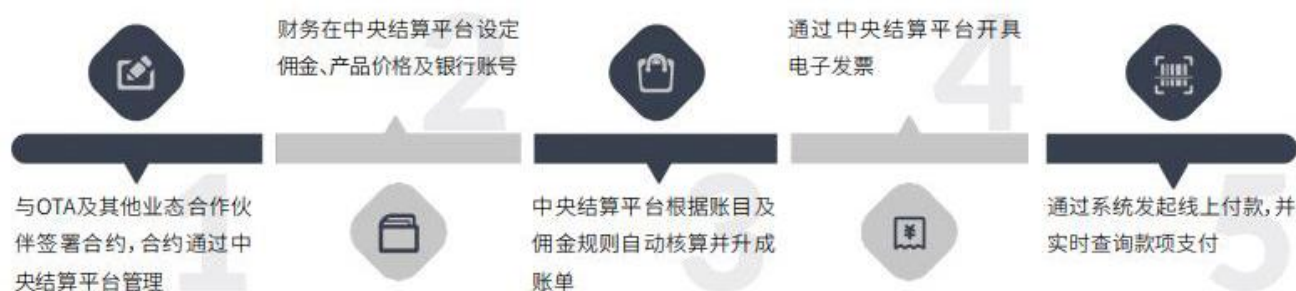 1
与OTA及其他业态合作伙
伴签署合约,合约通过中
央结算平台管理
2
财务在中央结算平台设定
佣金、产品价格及银行账号
3
中央结算平台根据账目及
佣金规则自动核算并升成
账单
4
通过中央结算平台开具
电子发票
¥
5
通过系统发起线上付款,并
实时查询款项支付